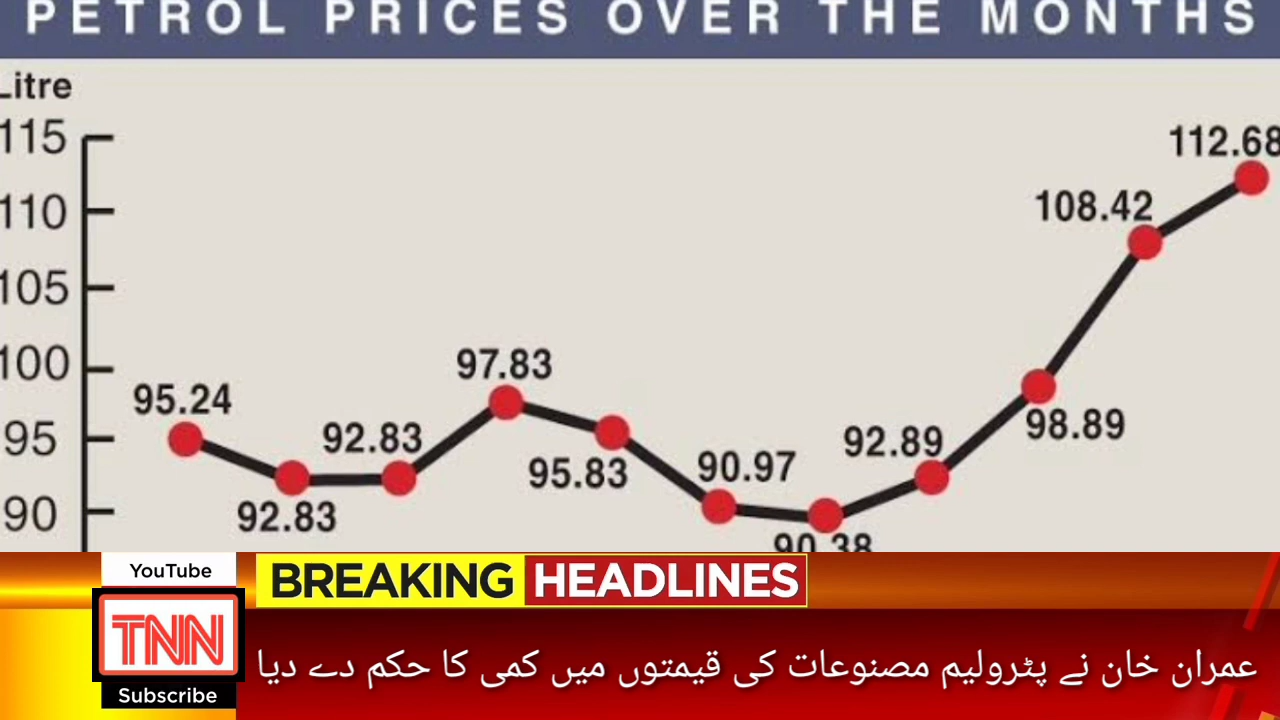 PETROL PRICES OVER THE MONTHS
Litre
115
110
105
100
95
90
95.24
92.83
92.83
97.83
95.83
90.97
90.38
92.89
98.89
108.42
112.68
YouTube
TNN
Subscribe
BREAKING HEADLINES
عمران خان نے پٹرولیم مصنوعات کی قیمتوں میں کمی کا حکم دے دیا